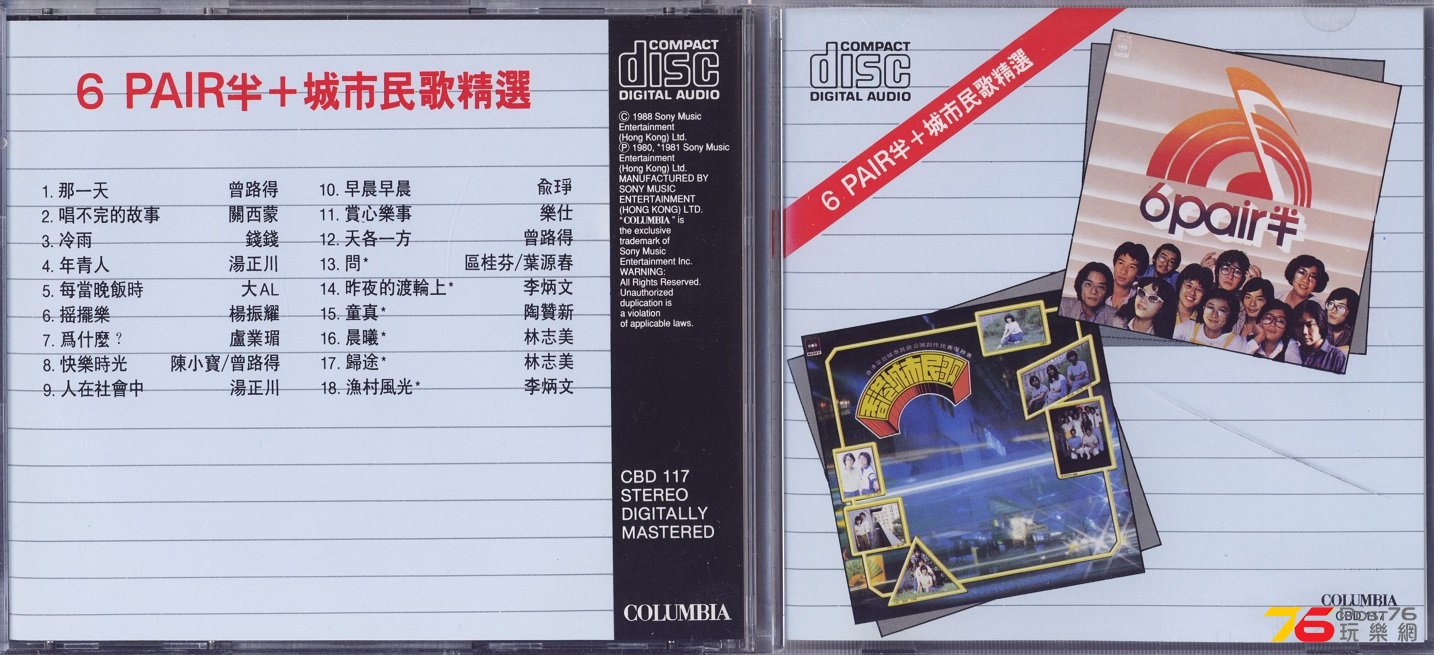 6 PAIR半+城市民歌精選
1. 那一天 曾路得
2. 唱不完的故事 關西蒙
3. 冷雨 錢錢
4. 年青人 湯正川
5. 每當晚飯時 大AL
6. 摇擺樂 楊振耀
7. 爲什麼? 盧業瑂
8. 快樂時光 陳小寶/曾路得
9. 人在社會中 湯正川
10. 早晨早晨 俞琤
11. 賞心樂事 樂仕
12. 天各一方 曾路得
13. 問* 區桂芬/葉源春
14. 昨夜的渡輪上* 李炳文
15. 童真* 陶贊新
16. 晨曦* 林志美
17. 歸途* 林志美
18. 漁村風光* 李炳文
COMPACT
disc
DIGITAL AUDIO
Ⓒ 1988 Sony Music
Entertainment
(Hong Kong) Ltd.
Ⓟ 1980, *1981 Sony Music
Entertainment
(Hong Kong) Ltd.
MANUFACTURED BY
SONY MUSIC
ENTERTAINMENT
(HONG KONG) LTD.
"COLUMBIA" is
the exclusive
trademark of
Sony Music
Entertainment Inc.
WARNING:
All Rights Reserved.
Unauthorized
duplication is
a violation
of applicable laws.
CBD 117
STEREO
DIGITALLY
MASTERED
COLUMBIA
COMPACT
disc
DIGITAL AUDIO
6 PAIR半+城市民歌精選
6pair半
香港城市民歌
COLUMBIA
CBD 117
76
Post76
玩樂網